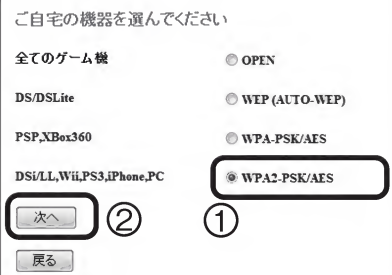 ご自宅の機器を選んでください
全てのゲーム機 OPEN
DS/DSLite WEP (AUTO-WEP)
PSP,XBox360 WPA-PSK/AES
DSi/LL,Wii,PS3,iPhone,PC WPA2-PSK/AES
次へ ② ①
戻る